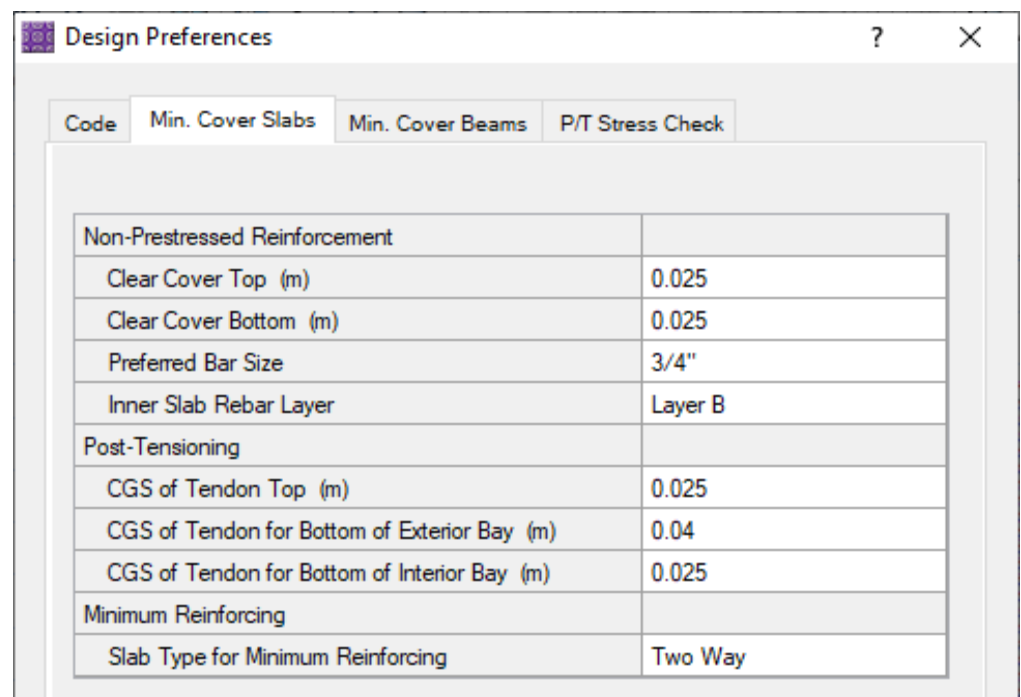 Design Preferences ? ×
Code Min. Cover Slabs Min. Cover Beams P/T Stress Check
Non-Prestressed Reinforcement
Clear Cover Top (m) 0.025
Clear Cover Bottom (m) 0.025
Preferred Bar Size 3/4"
Inner Slab Rebar Layer Layer B
Post-Tensioning
CGS of Tendon Top (m) 0.025
CGS of Tendon for Bottom of Exterior Bay (m) 0.04
CGS of Tendon for Bottom of Interior Bay (m) 0.025
Minimum Reinforcing
Slab Type for Minimum Reinforcing Two Way